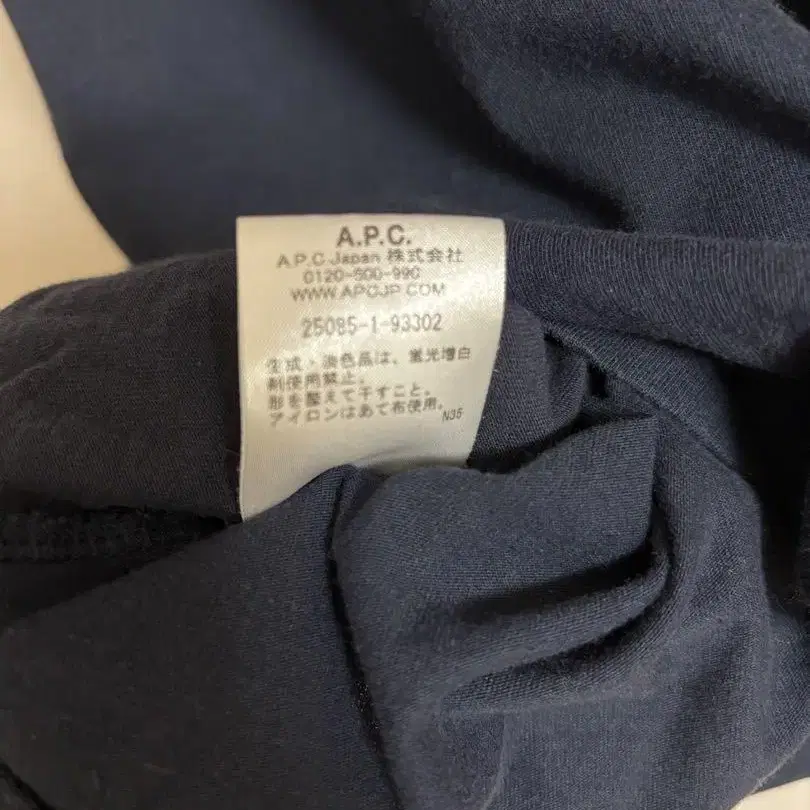 A.P.C.
A.P.C.Japan 株式会社
0120-500-990
WWW.APCJP.COM
25085-1-93302
生成・淡色品は、蛍光増白
剤使用禁止。
形を整えて干すこと。
アイロンはあて布使用。
N35